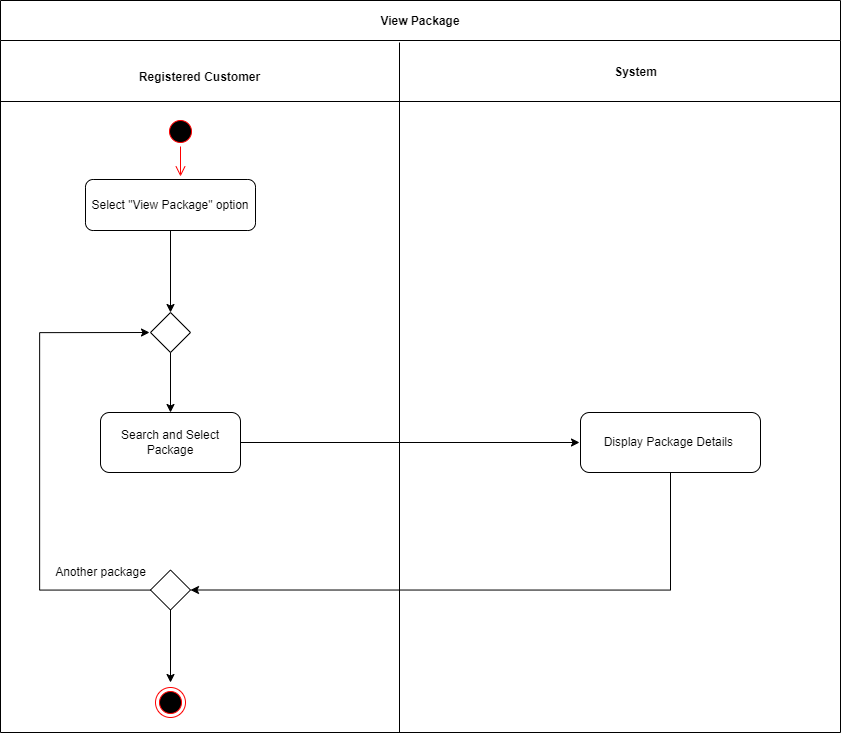 View Package
Registered Customer
System
Select "View Package" option
Search and Select
Package
Display Package Details
Another package